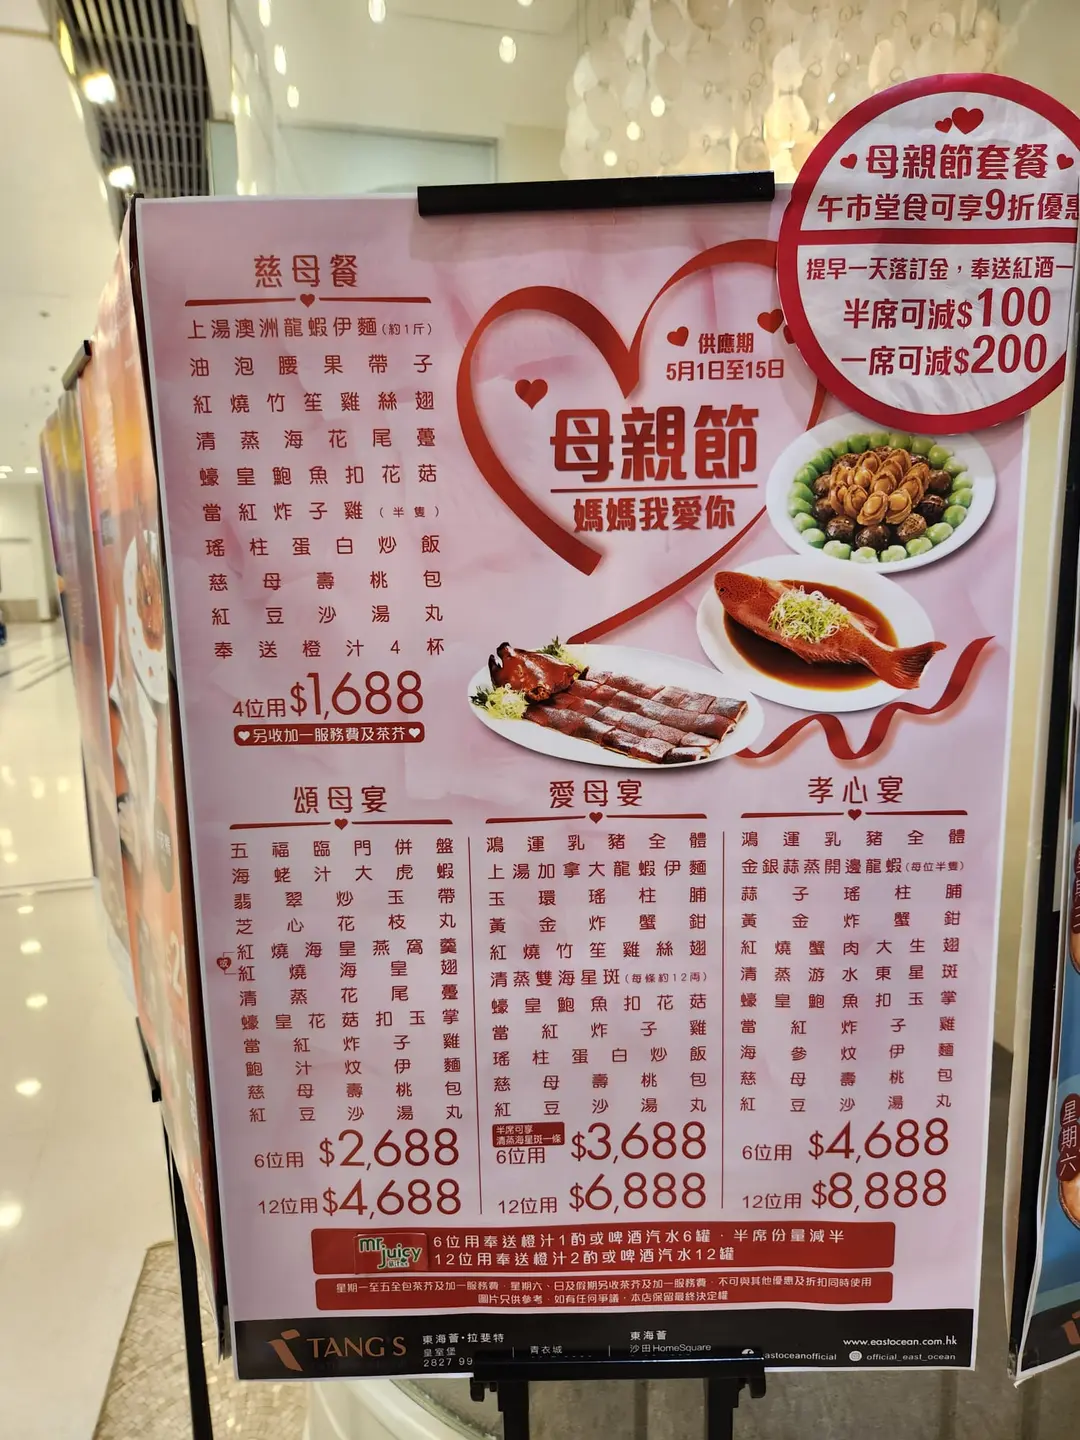 母親節套餐
午市堂食可享9折優惠
提早一天落訂金，奉送紅酒一
半席可減$100
一席可減$200
供應期
5月1日至15日
母親節
媽媽我愛你
慈母餐
上湯澳洲龍蝦伊麵(約1斤)
油泡腰果帶子
紅燒竹笙雞絲翅
清蒸海花尾躉
蠔皇鮑魚扣花菇
當紅炸子雞(半隻)
瑤柱蛋白炒飯
慈母壽桃包
紅豆沙湯丸
奉送橙汁4杯
4位用$1,688
另收加一服務費及茶芥
頌母宴
五福臨門併盤
海蛯汁大虎蝦
翡翠炒玉帶
芝心花枝丸
紅燒海皇燕窩羹
或
紅燒海皇翅
清蒸花尾躉
蠔皇花菇扣玉掌
當紅炸子雞
鮑汁炆伊麵
慈母壽桃包
紅豆沙湯丸
6位用 $2,688
12位用 $4,688
愛母宴
鴻運乳豬全體
上湯加拿大龍蝦伊麵
玉環瑤柱脯
黃金炸蟹鉗
紅燒竹笙雞絲翅
清蒸雙海星斑(每條約12両)
蠔皇鮑魚扣花菇
當紅炸子雞
瑤柱蛋白炒飯
慈母壽桃包
紅豆沙湯丸
半席可享
清蒸海星斑一條
6位用 $3,688
12位用 $6,888
孝心宴
鴻運乳豬全體
金銀蒜蒸開邊龍蝦(每位半隻)
蒜子瑤柱脯
黃金炸蟹鉗
紅燒蟹肉大生翅
清蒸游水東星斑
蠔皇鮑魚扣玉掌
當紅炸子雞
海參炆伊麵
慈母壽桃包
紅豆沙湯丸
6位用 $4,688
12位用 $8,888
mr.juicy
6位用奉送橙汁1酌或啤酒汽水6罐．半席份量減半
12位用奉送橙汁2酌或啤酒汽水12罐
星期一至五全包茶芥及加一服務費．星期六、日及假期另收茶芥及加一服務費．不可與其他優惠及折扣同時使用
圖片只供參考．如有任何爭議，本店保留最終決定權
TANG'S
東海薈•拉斐特
皇室堡
2827 99
青衣城
東海薈
沙田HomeSquare
www.eastocean.com.hk
astoceanofficial
official_east_ocean
星期六